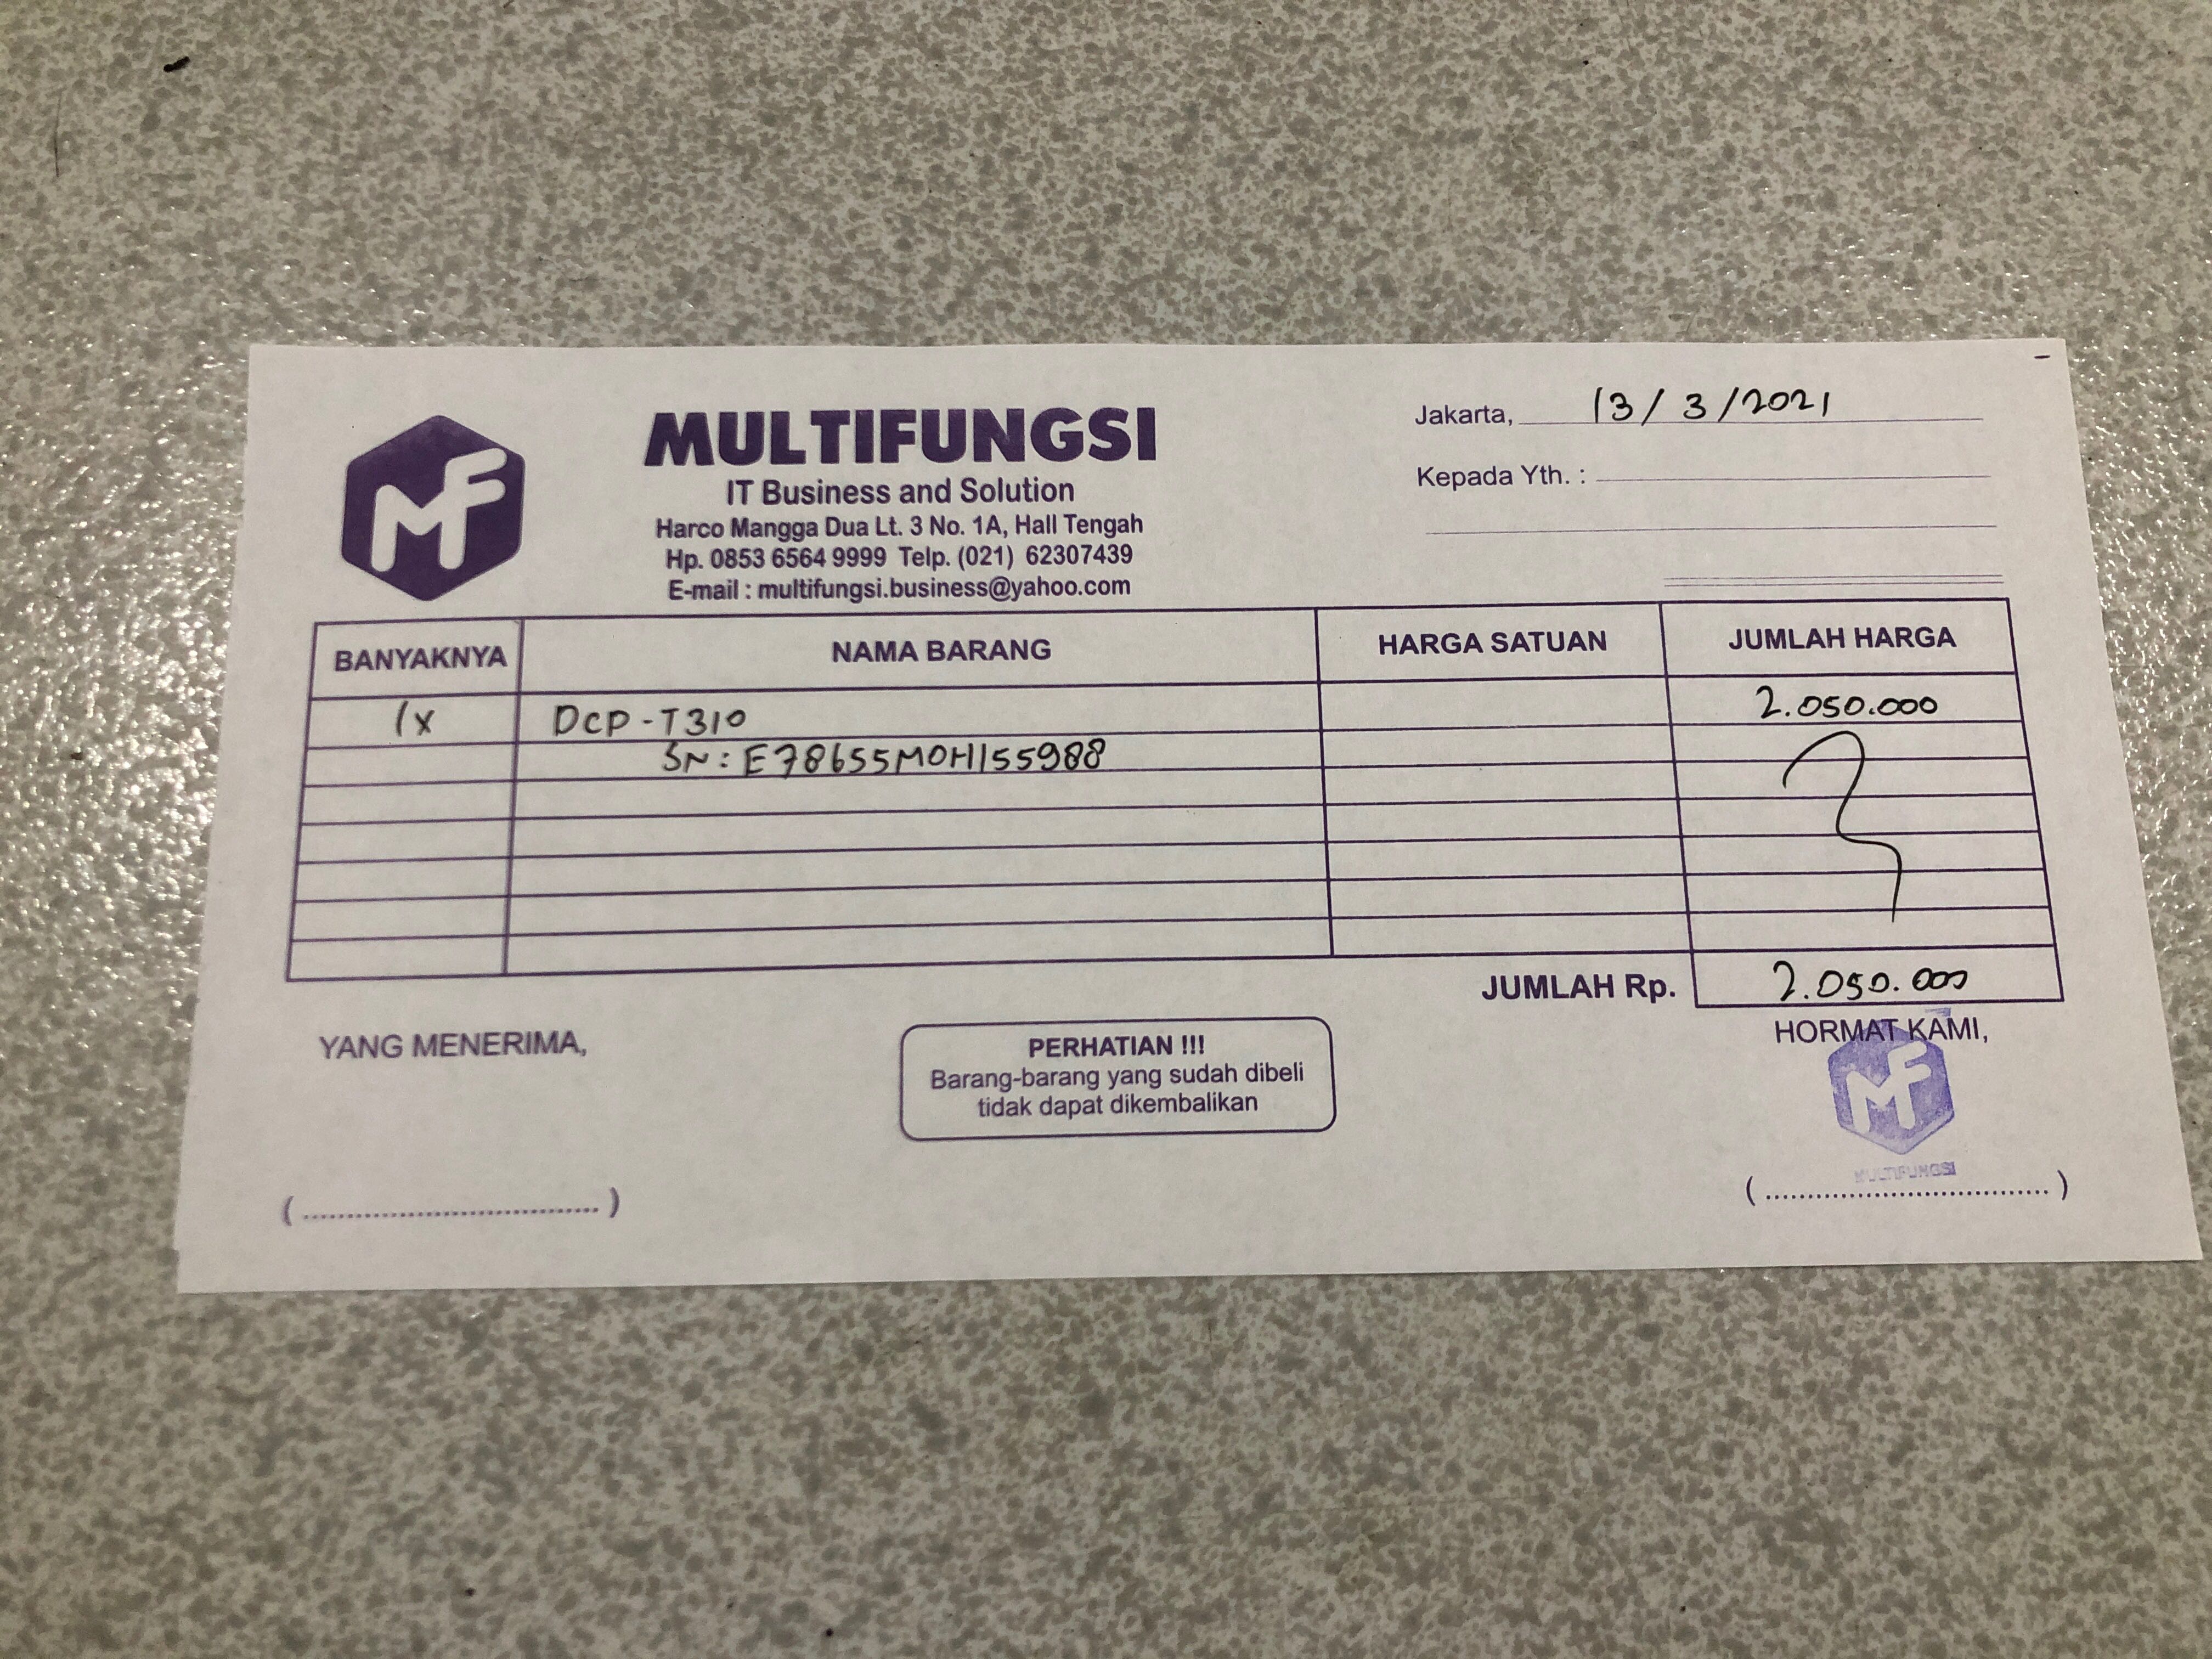 MF
MULTIFUNGSI
IT Business and Solution
Harco Mangga Dua Lt. 3 No. 1A, Hall Tengah
Hp. 0853 6564 9999 Telp. (021) 62307439
E-mail : multifungsi.business@yahoo.com
Jakarta, 13/3/2021
Kepada Yth. :
BANYAKNYA NAMA BARANG HARGA SATUAN JUMLAH HARGA
1x DCP-T310 2.050.000
SN: E78655M0H155988
JUMLAH Rp. 2.050.000
YANG MENERIMA,
PERHATIAN !!!
Barang-barang yang sudah dibeli
tidak dapat dikembalikan
HORMAT KAMI,
MF
MULTIFUNGSI
(.................................)
(.................................)